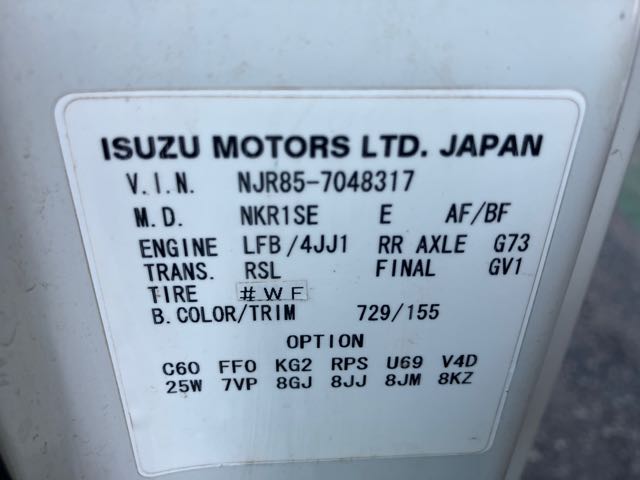 ISUZU MOTORS LTD. JAPAN
V.I.N. NJR85-7048317
M.D. NKR1SE E AF/BF
ENGINE LFB/4JJ1 RR AXLE G73
TRANS. RSL FINAL GV1
TIRE #WF
B.COLOR/TRIM 729/155
OPTION
C60 FF0 KG2 RPS U69 V4D
25W 7VP 8GJ 8JJ 8JM 8KZ